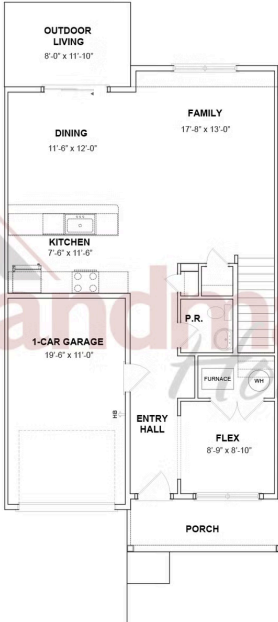 OUTDOOR
LIVING
8'-0" x 11'-10"
FAMILY
17'-8" x 13'-0"
DINING
11'-6" x 12'-0"
KITCHEN
7'-6" x 11'-6"
andm
1-CAR GARAGE
19'-6" x 11'-0"
P.R.
Ho
FURNACE
WH
HB
ENTRY
HALL
FLEX
8'-9" x 8'-10"
PORCH